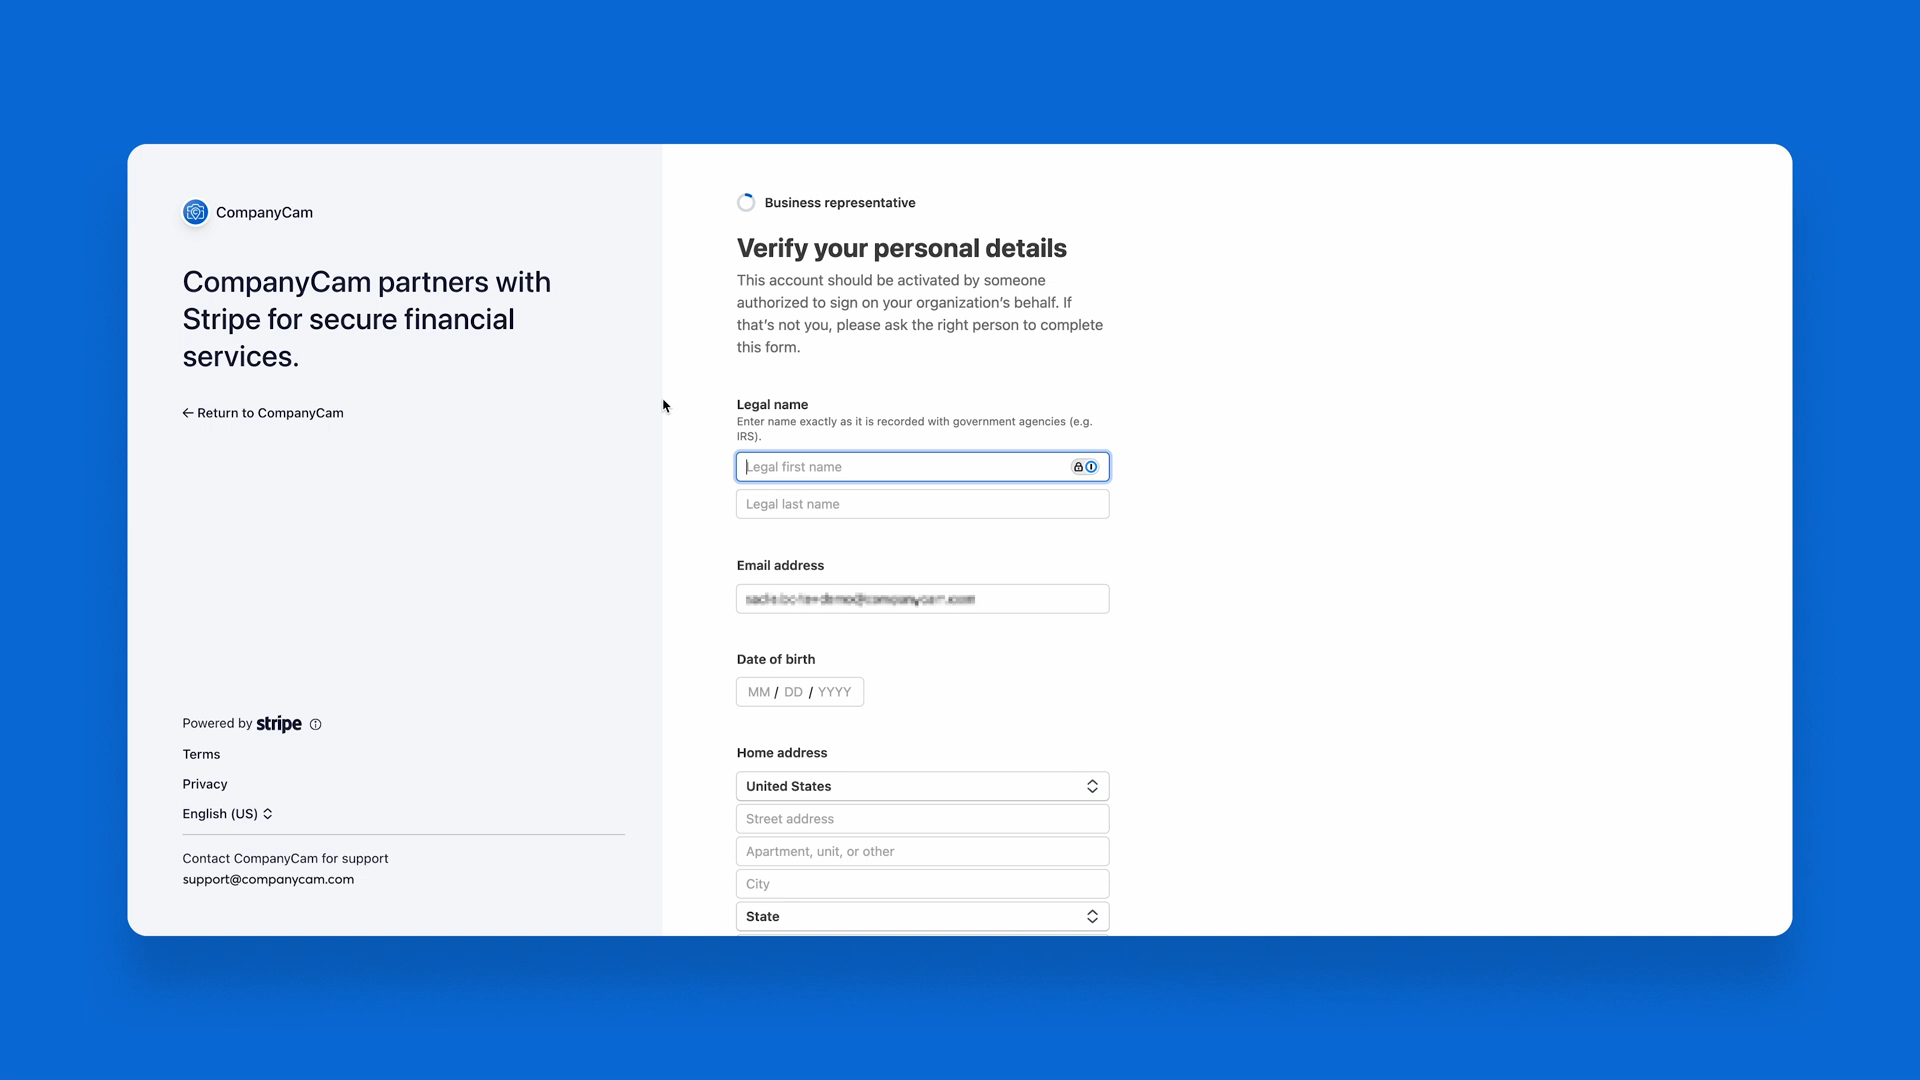 CompanyCam
CompanyCam partners with
Stripe for secure financial
services.
← Return to CompanyCam
Powered by stripe
Terms
Privacy
English (US)
Contact CompanyCam for support
support@companycam.com
Business representative
Verify your personal details
This account should be activated by someone
authorized to sign on your organization’s behalf. If
that’s not you, please ask the right person to complete
this form.
Legal name
Enter name exactly as it is recorded with government agencies (e.g.
IRS).
Legal first name
Legal last name
Email address
Date of birth
MM / DD / YYYY
Home address
United States
Street address
Apartment, unit, or other
City
State